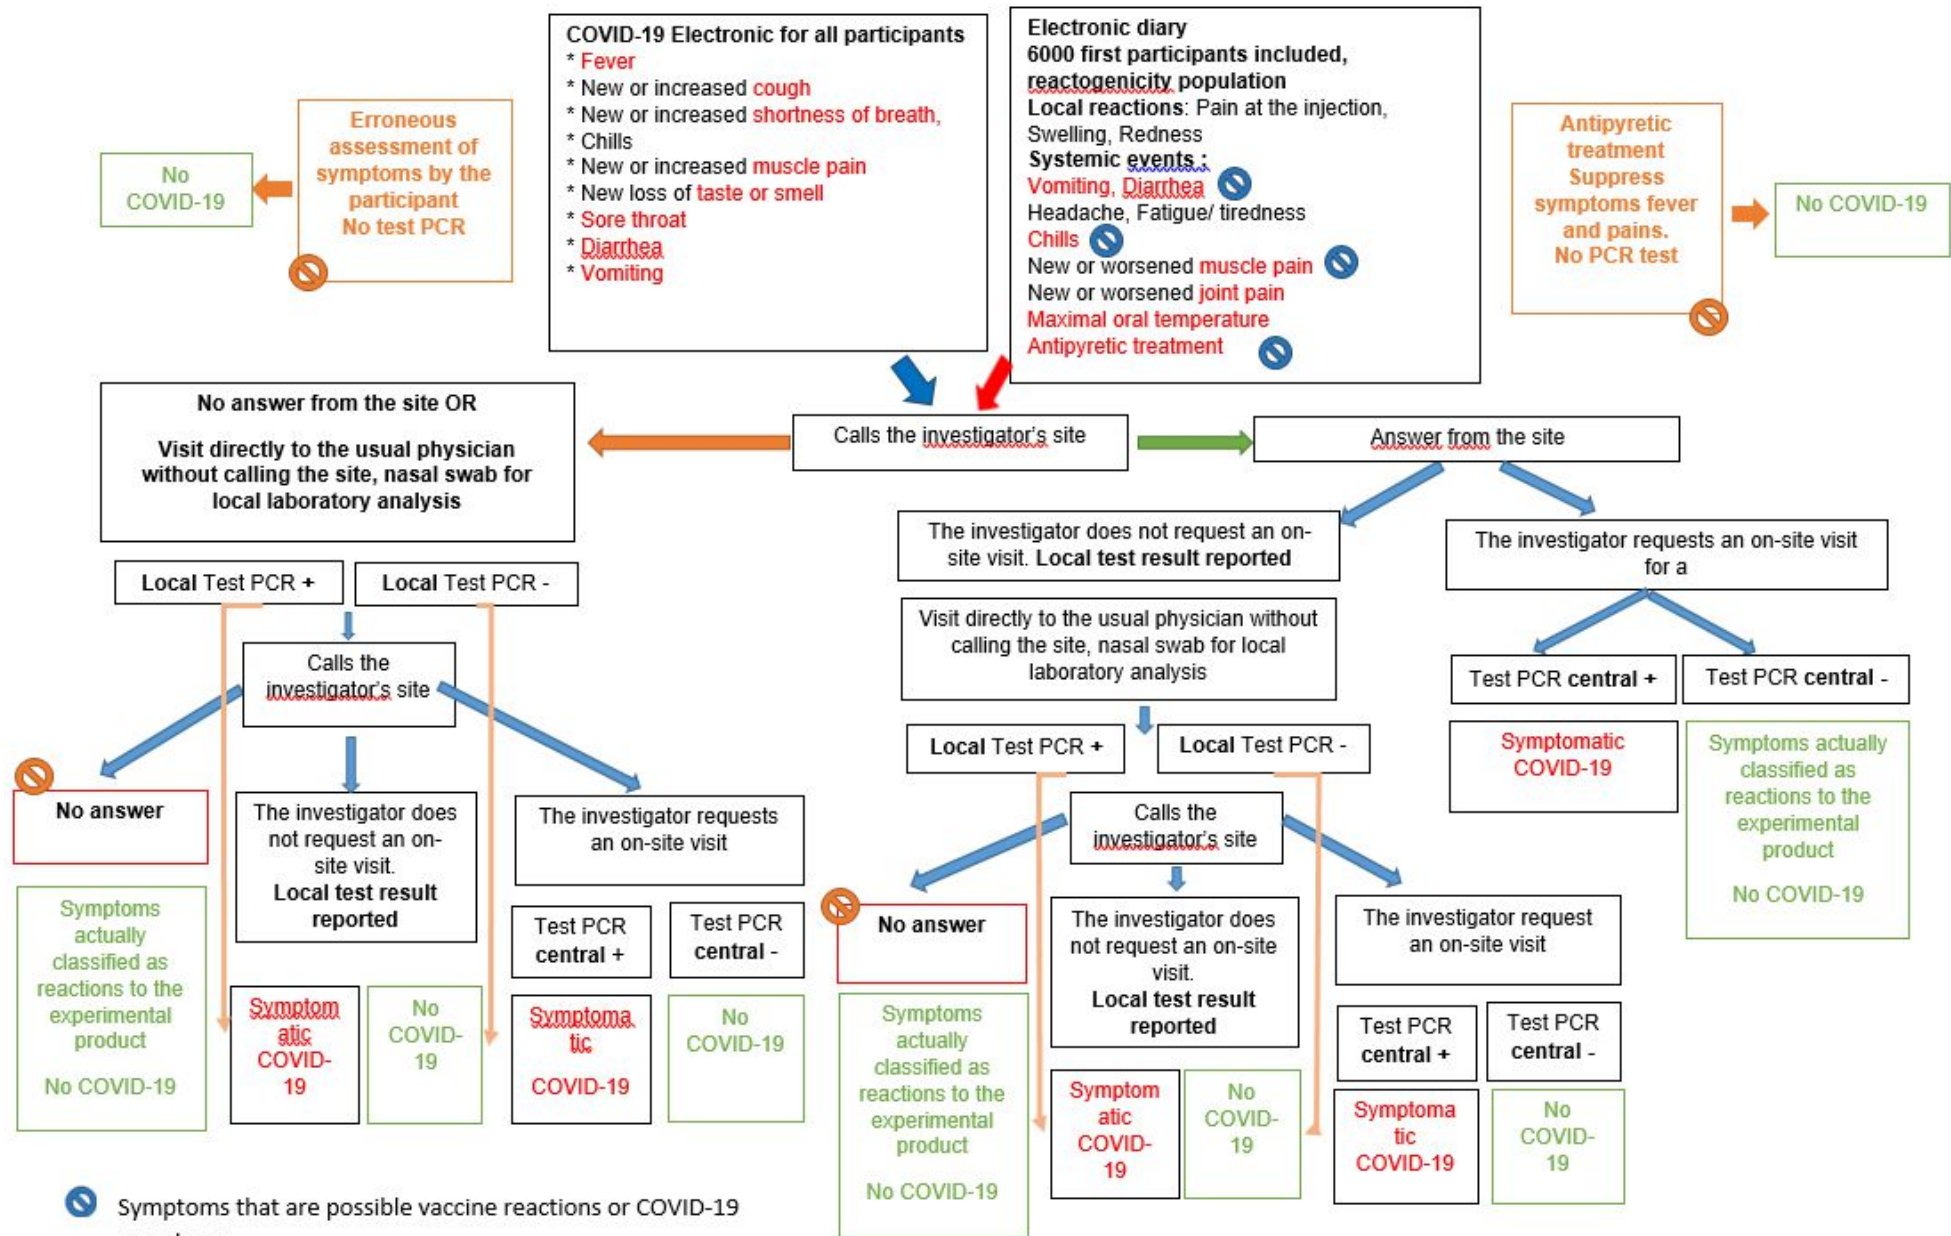 COVID-19 Electronic for all participants
* Fever
* New or increased cough
* New or increased shortness of breath,
* Chills
* New or increased muscle pain
* New loss of taste or smell
* Sore throat
* Diarrhea
* Vomiting
Electronic diary
6000 first participants included,
reactogenicity population
Local reactions: Pain at the injection,
Swelling, Redness
Systemic events :
Vomiting, Diarrhea
Headache, Fatigue/ tiredness
Chills
New or worsened muscle pain
New or worsened joint pain
Maximal oral temperature
Antipyretic treatment
No
COVID-19
Erroneous
assessment of
symptoms by the
participant
No test PCR
Antipyretic
treatment
Suppress
symptoms fever
and pains.
No PCR test
No COVID-19
No answer from the site OR
Visit directly to the usual physician
without calling the site, nasal swab for
local laboratory analysis
Calls the investigator's site
Answer from the site
The investigator does not request an on-
site visit. Local test result reported
The investigator requests an on-site visit
for a
Local Test PCR +
Local Test PCR -
Calls the
investigator's site
No answer
The investigator does
not request an on-
site visit.
Local test result
reported
The investigator requests
an on-site visit
Symptoms
actually
classified as
reactions to the
experimental
product
No COVID-19
Symptom
atic
COVID-
19
No
COVID-
19
Test PCR
central +
Test PCR
central -
Symptoma
tic
COVID-19
No
COVID-19
Visit directly to the usual physician without
calling the site, nasal swab for local
laboratory analysis
Local Test PCR +
Local Test PCR -
Calls the
investigator's site
No answer
The investigator does
not request an on-site
visit.
Local test result
reported
The investigator request
an on-site visit
Symptoms
actually
classified as
reactions to the
experimental
product
No COVID-19
Symptom
atic
COVID-
19
No
COVID-
19
Test PCR
central +
Test PCR
central -
Symptoma
tic
COVID-19
No
COVID-
19
Test PCR central +
Test PCR central -
Symptomatic
COVID-19
Symptoms actually
classified as
reactions to the
experimental
product
No COVID-19
Symptoms that are possible vaccine reactions or COVID-19